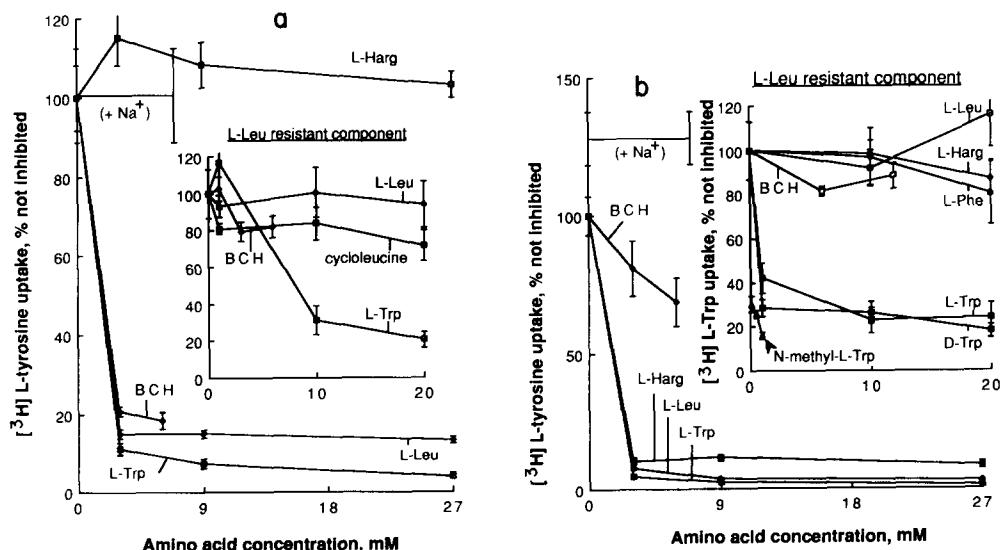 a
[3H] L-tyrosine uptake, % not inhibited
120
100
80
60
40
20
0
L-Harg
(+ Na+)
BCH
L-Leu
L-Trp
0
9
18
27
Amino acid concentration, mM
L-Leu resistant component
120
100
80
60
40
20
0
L-Leu
BCH
cycloleucine
L-Trp
0
10
20
b
[3H] L-tyrosine uptake, % not inhibited
150
100
50
0
(+ Na+)
BCH
L-Harg
L-Leu
L-Trp
0
9
18
27
Amino acid concentration, mM
L-Leu resistant component
[3H] L-Trp uptake, % not inhibited
120
100
80
60
40
20
0
L-Leu
L-Harg
BCH
L-Phe
L-Trp
D-Trp
N-methyl-L-Trp
0
10
20